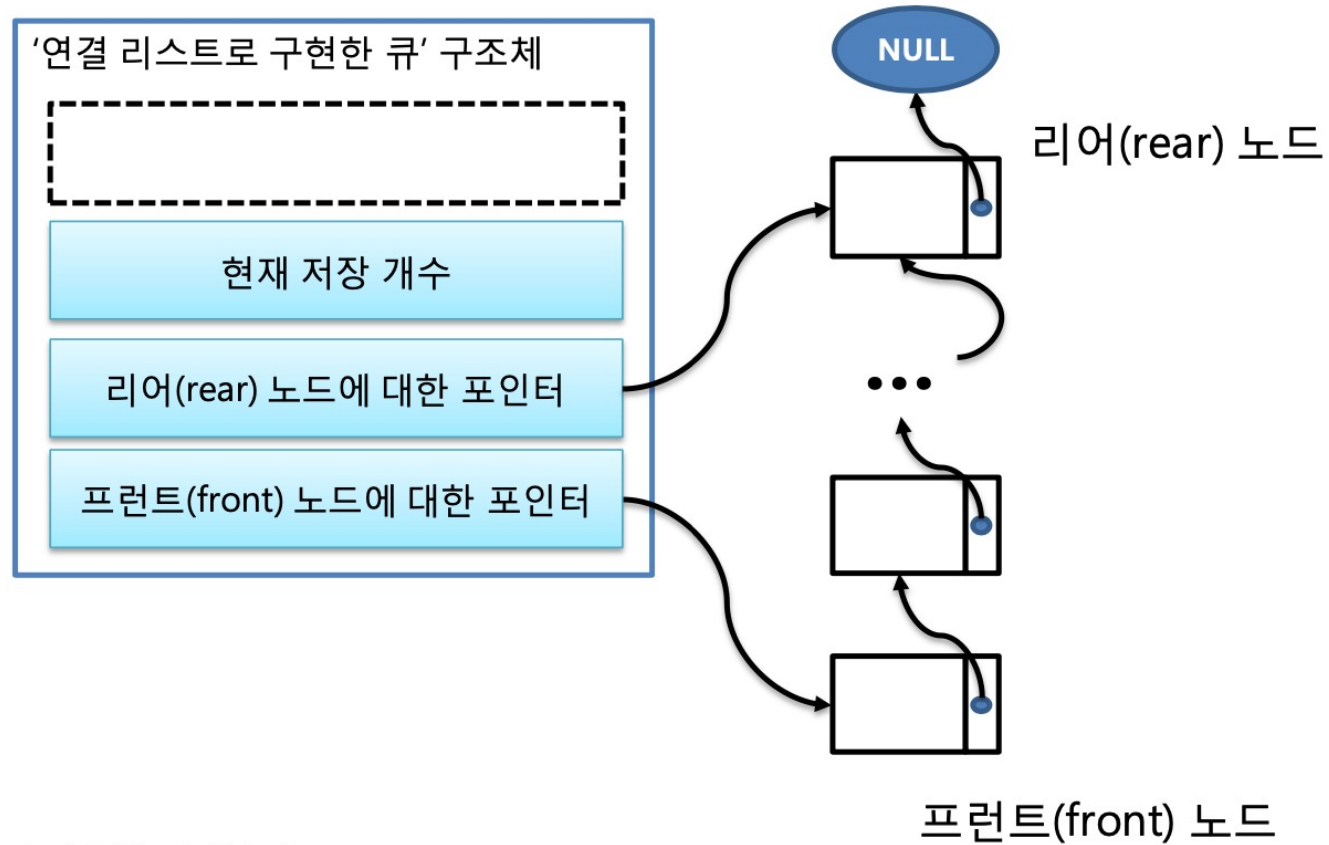 ‘연결 리스트로 구현한 큐’ 구조체
현재 저장 개수
리어(rear) 노드에 대한 포인터
프런트(front) 노드에 대한 포인터
NULL
리어(rear) 노드
•••
프런트(front) 노드